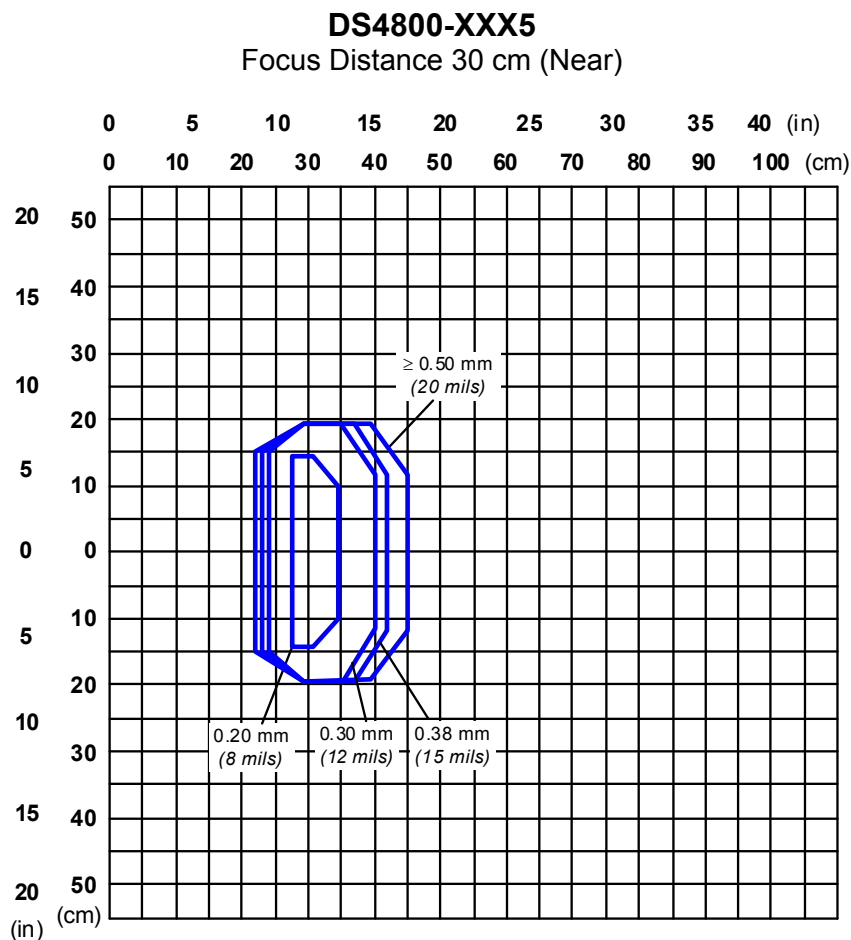 DS4800-XXX5
Focus Distance 30 cm (Near)
0 5 10 15 20 25 30 35 40 (in)
0 10 20 30 40 50 60 70 80 90 100 (cm)
20 50
15 40
30
10
≥ 0.50 mm
(20 mils)
20
5 10
0 0
10
5
20
10
0.20 mm 0.30 mm 0.38 mm
(8 mils) (12 mils) (15 mils)
30
15 40
20 50
(in) (cm)